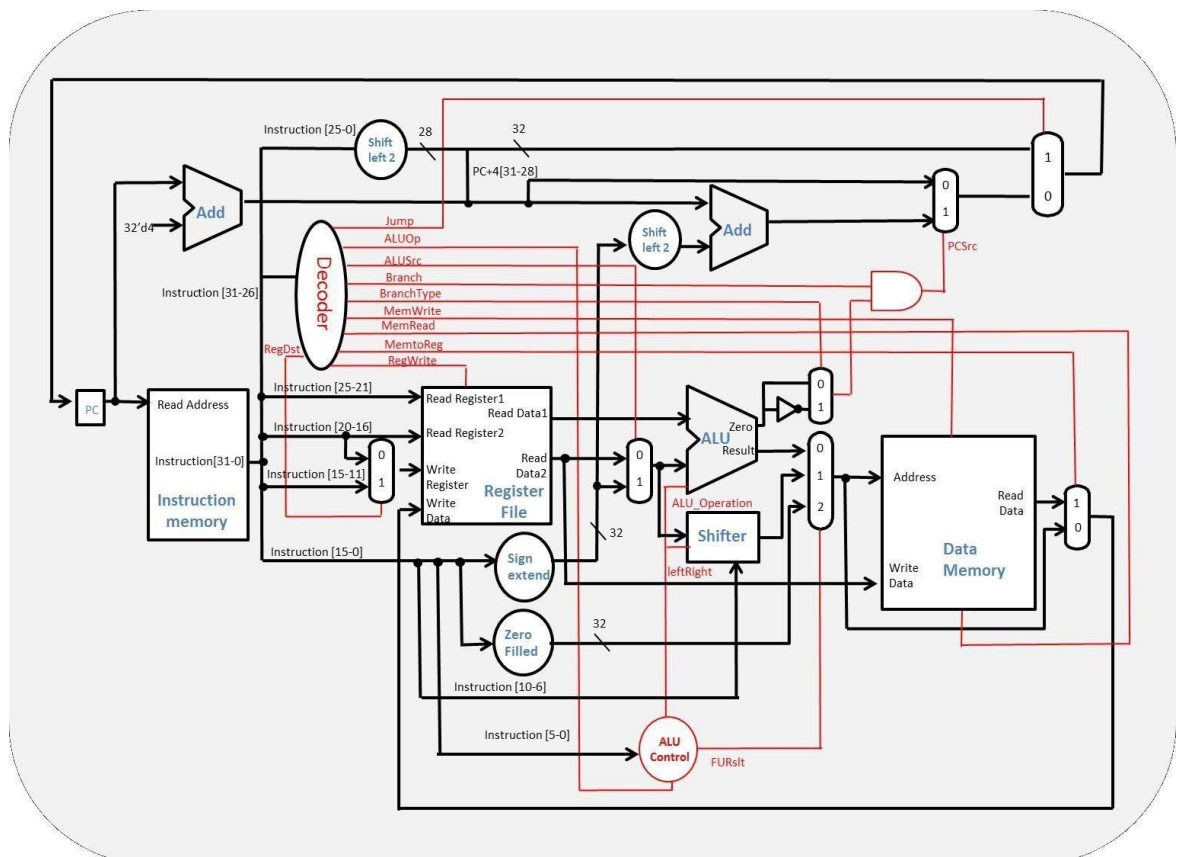 Instruction [25-0]
Shift
left 2
28
32
PC+4[31-28]
1
0
0
1
Add
32'd4
Shift
left 2
Add
PCSrc
Decoder
Jump
ALUOp
ALUSrc
Branch
BranchType
MemWrite
MemRead
MemtoReg
RegWrite
RegDst
Instruction [31-26]
PC
Read Address
Instruction[31-0]
Instruction
memory
Instruction [25-21]
Instruction [20-16]
Instruction [15-11]
0
1
Read Register1
Read Data1
Read Register2
Read
Data2
Write
Register
Write
Data
Register
File
0
1
ALU
Zero
Result
0
1
0
1
2
ALU_Operation
Shifter
leftRight
Address
Read
Data
Write
Data
Data
Memory
1
0
Instruction [15-0]
Sign
extend
32
Zero
Filled
32
Instruction [10-6]
Instruction [5-0]
ALU
Control
FURslt